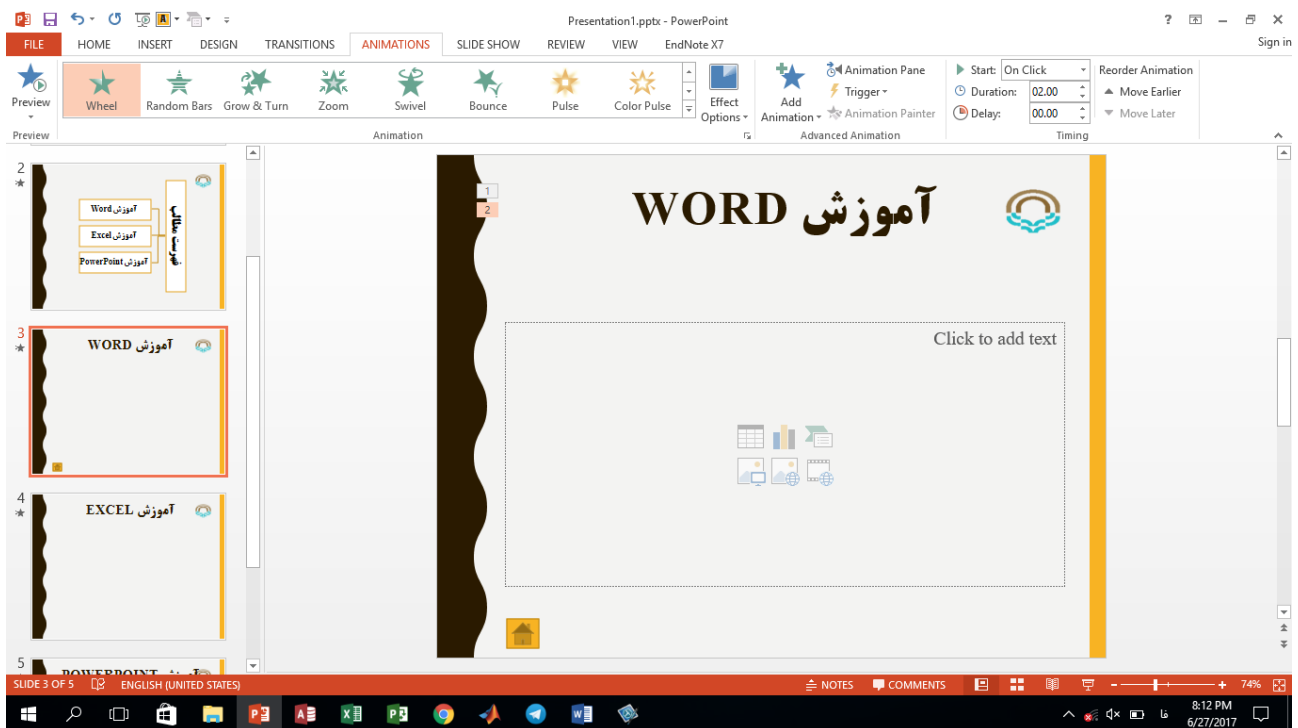 Presentation1.pptx - PowerPoint
?
FILE HOME INSERT DESIGN TRANSITIONS ANIMATIONS SLIDE SHOW REVIEW VIEW EndNote X7 Sign in
Preview
Wheel Random Bars Grow & Turn Zoom Swivel Bounce Pulse Color Pulse
Effect Options
Add Animation
Animation Pane
Trigger
Animation Painter
Start: On Click
Duration: 02.00
Delay: 00.00
Reorder Animation
Move Earlier
Move Later
Preview Animation Advanced Animation Timing
2
فهرست مطالب
آموزش Word
آموزش Excel
آموزش PowerPoint
3
آموزش WORD
4
آموزش EXCEL
5
1
2
آموزش WORD
Click to add text
SLIDE 3 OF 5 ENGLISH (UNITED STATES) NOTES COMMENTS 74%
فا
8:12 PM
6/27/2017